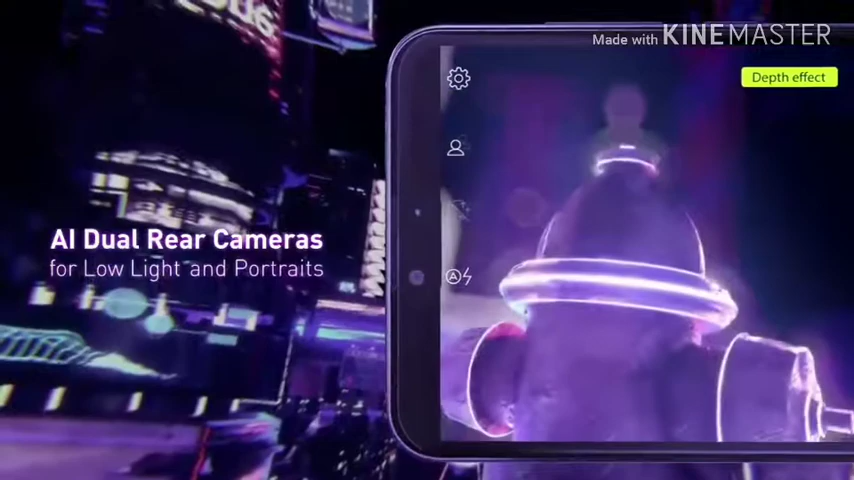 Made with KINEMASTER
Depth effect
AI Dual Rear Cameras
for Low Light and Portraits
A